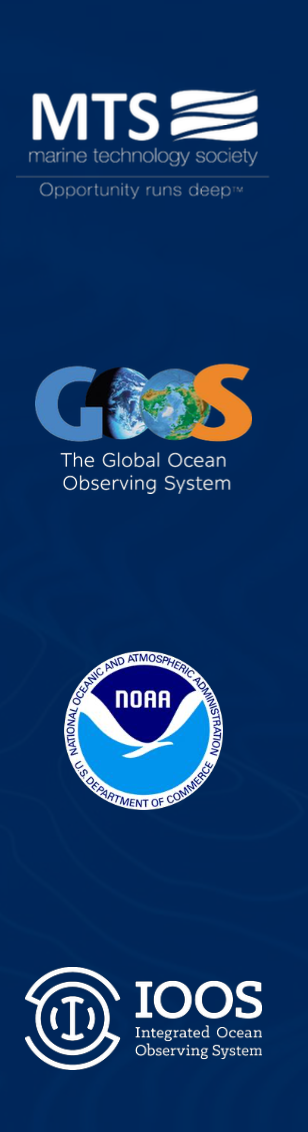 MTS
marine technology society
Opportunity runs deep™
GOOS
The Global Ocean
Observing System
NATIONAL OCEANIC AND ATMOSPHERIC ADMINISTRATION
NOAA
U.S. DEPARTMENT OF COMMERCE
IOOS
Integrated Ocean
Observing System